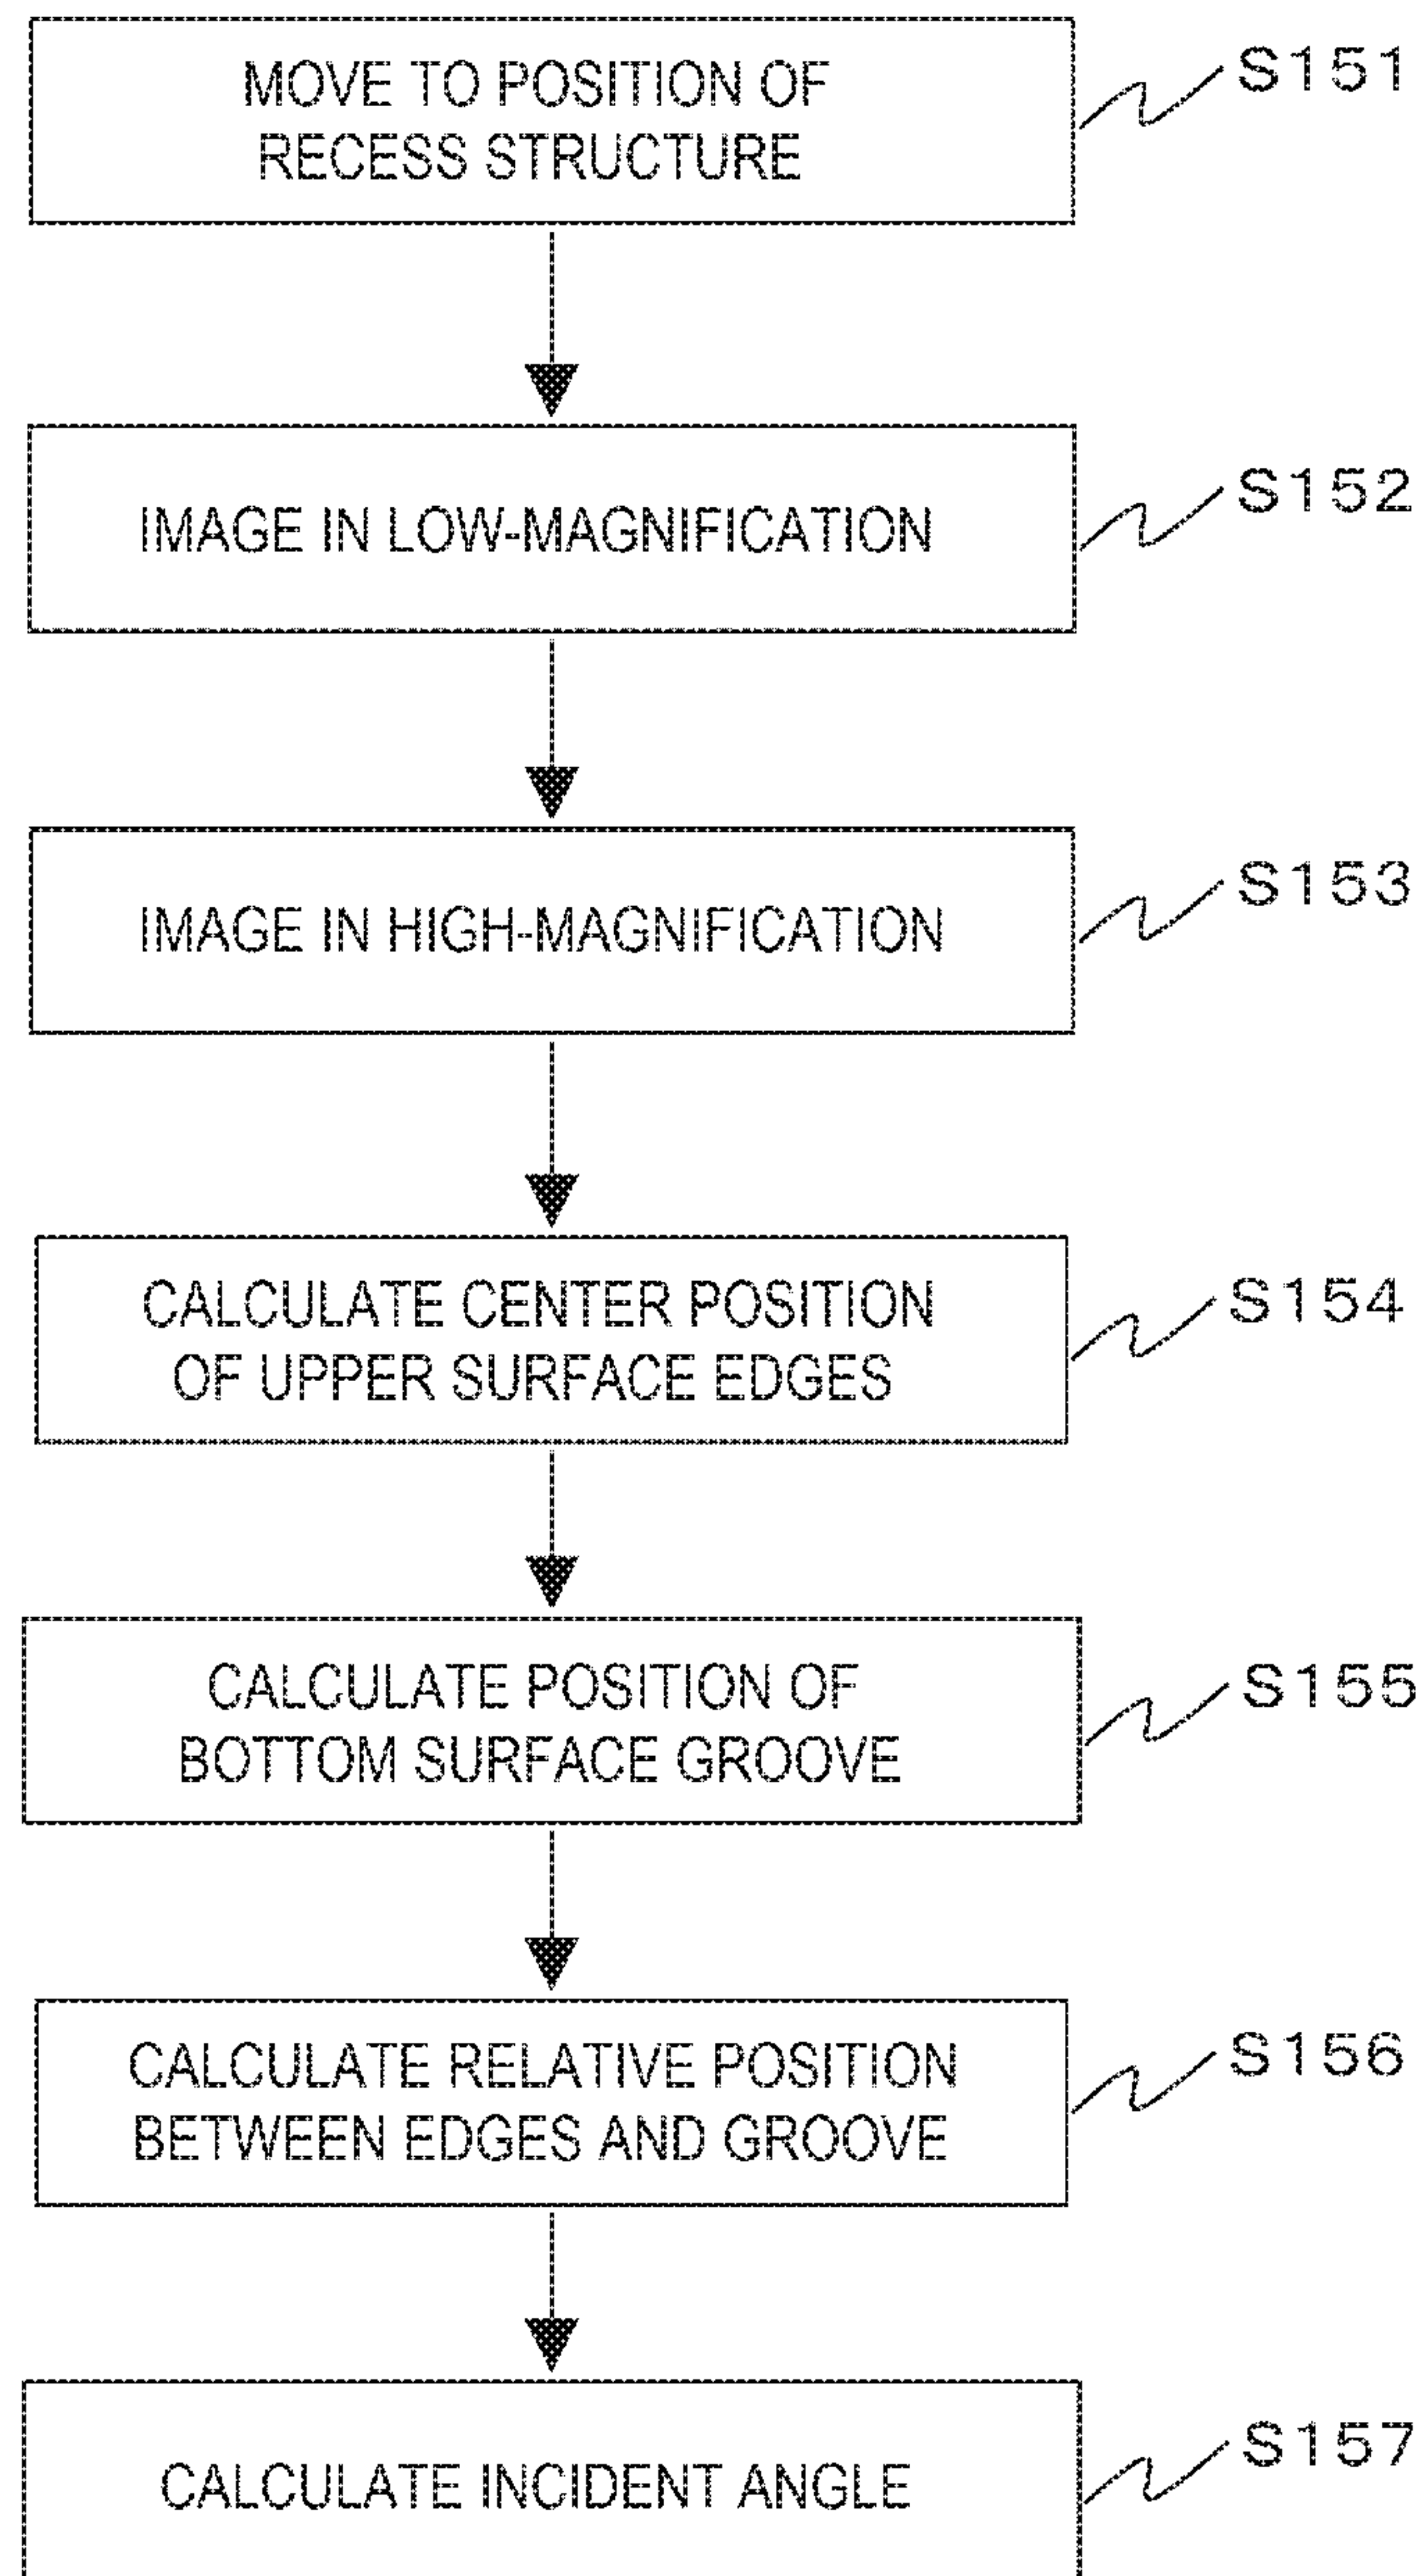 MOVE TO POSITION OF
RECESS STRUCTURE
S151
IMAGE IN LOW-MAGNIFICATION
S152
IMAGE IN HIGH-MAGNIFICATION
S153
CALCULATE CENTER POSITION
OF UPPER SURFACE EDGES
S154
CALCULATE POSITION OF
BOTTOM SURFACE GROOVE
S155
CALCULATE RELATIVE POSITION
BETWEEN EDGES AND GROOVE
S156
CALCULATE INCIDENT ANGLE
S157